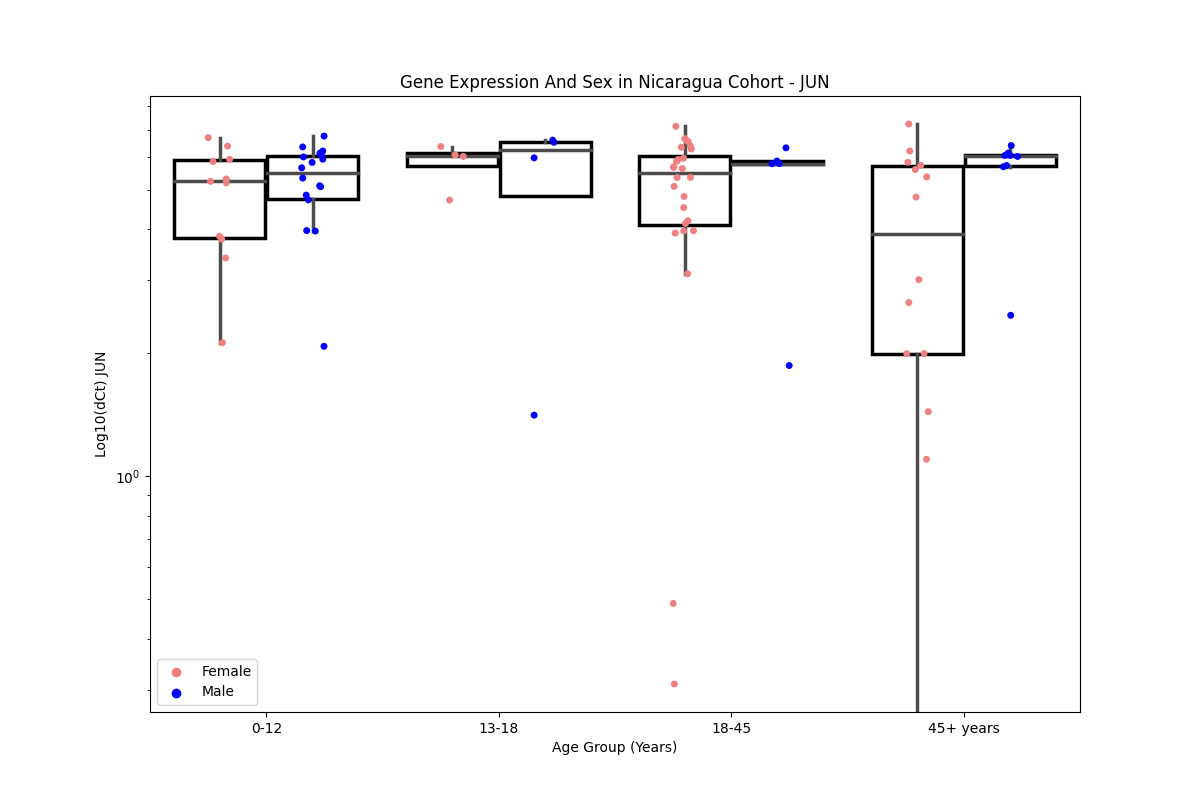 Gene Expression And Sex in Nicaragua Cohort - JUN
Log10(dCt) JUN
10⁰
Female
Male
0-12
13-18
18-45
45+ years
Age Group (Years)